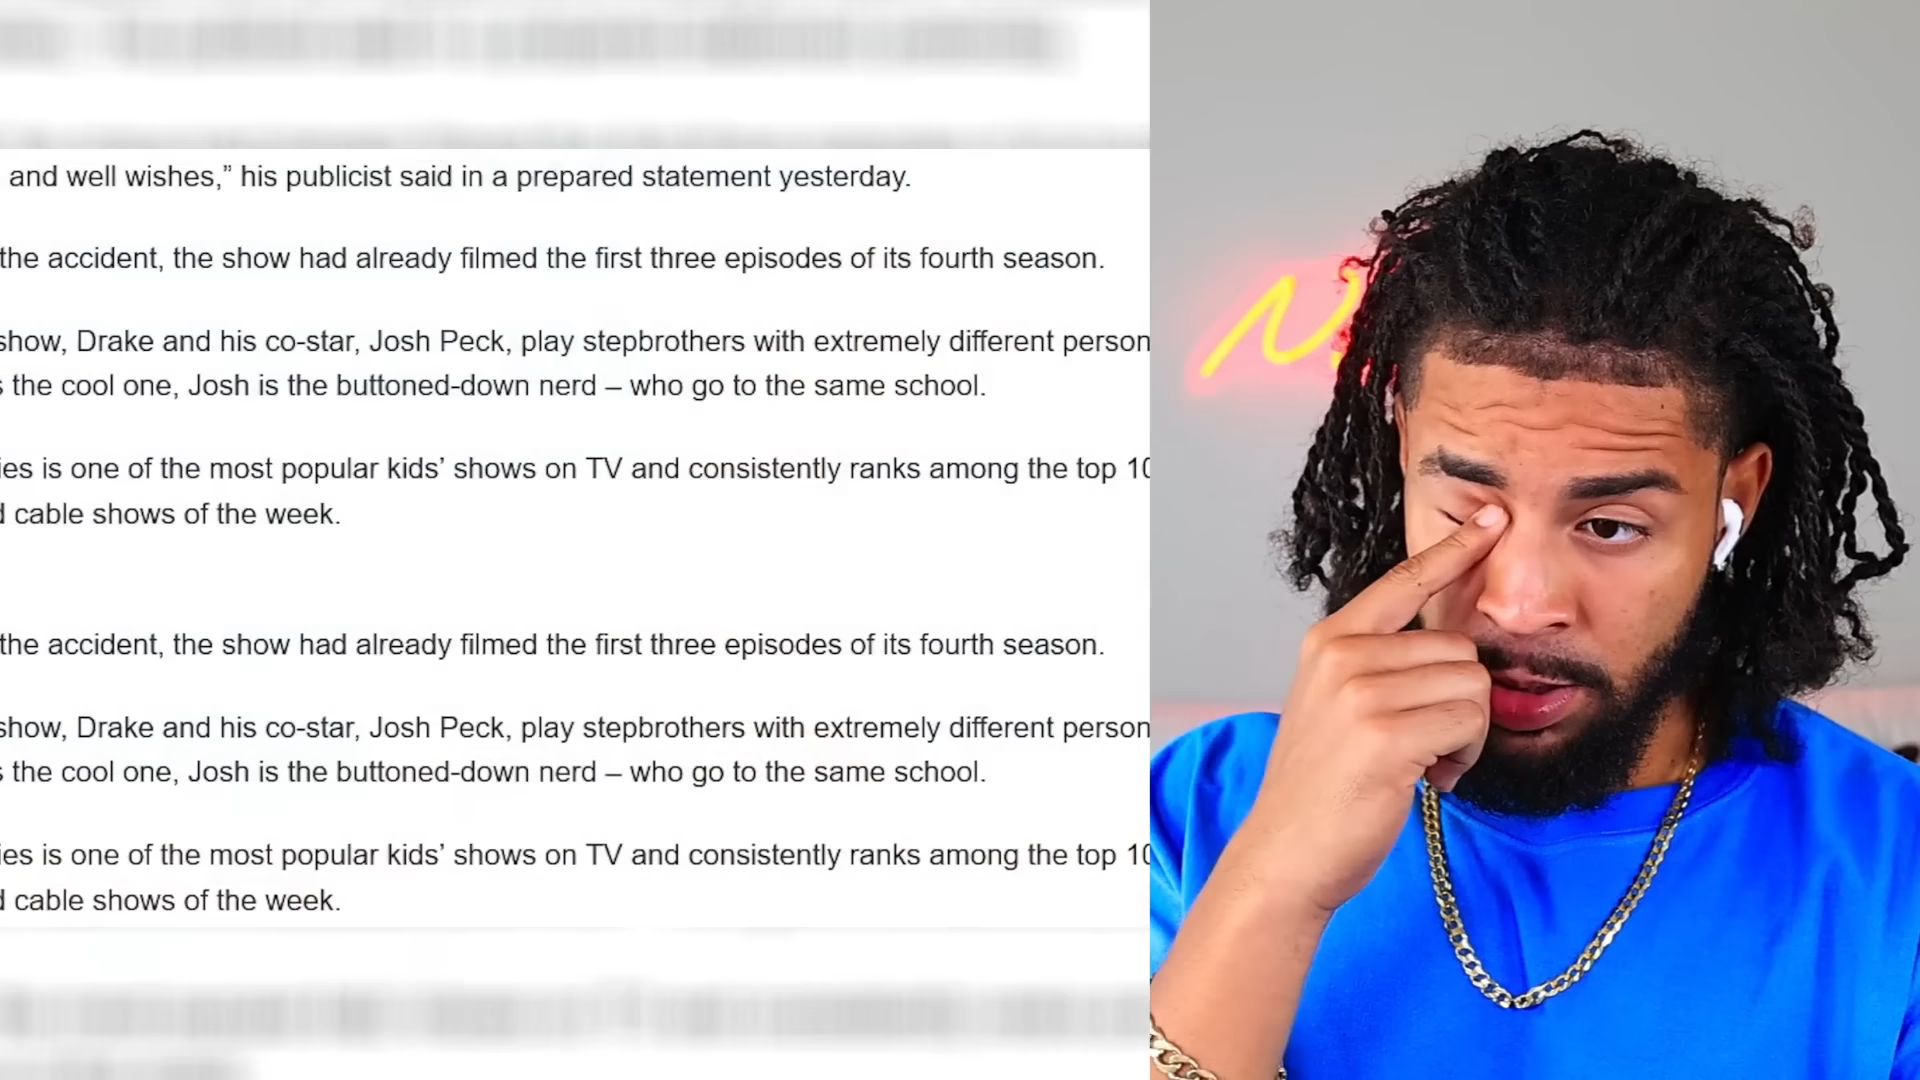 and well wishes,” his publicist said in a prepared statement yesterday.
the accident, the show had already filmed the first three episodes of its fourth season.
show, Drake and his co-star, Josh Peck, play stepbrothers with extremely different person
s the cool one, Josh is the buttoned-down nerd – who go to the same school.
ies is one of the most popular kids’ shows on TV and consistently ranks among the top 10
d cable shows of the week.
the accident, the show had already filmed the first three episodes of its fourth season.
show, Drake and his co-star, Josh Peck, play stepbrothers with extremely different person
s the cool one, Josh is the buttoned-down nerd – who go to the same school.
ies is one of the most popular kids’ shows on TV and consistently ranks among the top 10
d cable shows of the week.